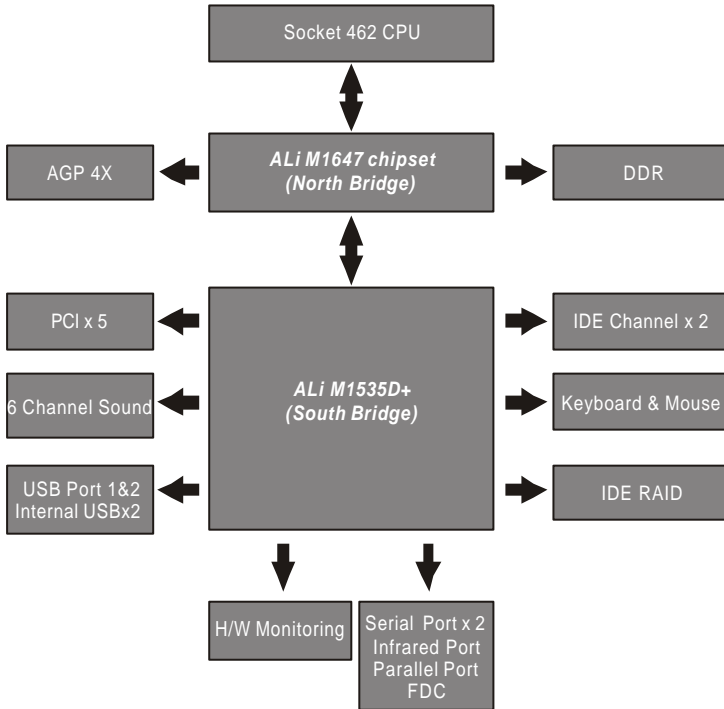 Socket 462 CPU
ALi M1647 chipset
(North Bridge)
AGP 4X
DDR
PCI x 5
IDE Channel x 2
ALi M1535D+
(South Bridge)
6 Channel Sound
Keyboard & Mouse
USB Port 1&2
Internal USBx2
IDE RAID
H/W Monitoring
Serial Port x 2
Infrared Port
Parallel Port
FDC